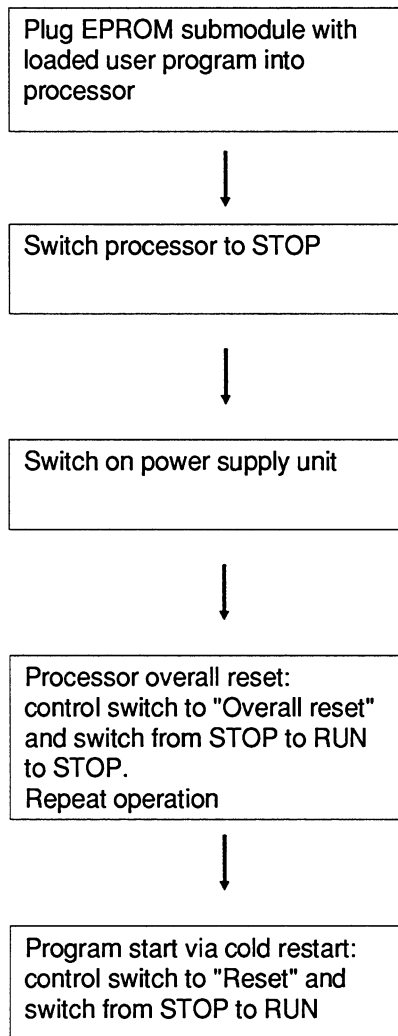 Plug EPROM submodule with
loaded user program into
processor
Switch processor to STOP
Switch on power supply unit
Processor overall reset:
control switch to "Overall reset"
and switch from STOP to RUN
to STOP.
Repeat operation
Program start via cold restart:
control switch to "Reset" and
switch from STOP to RUN